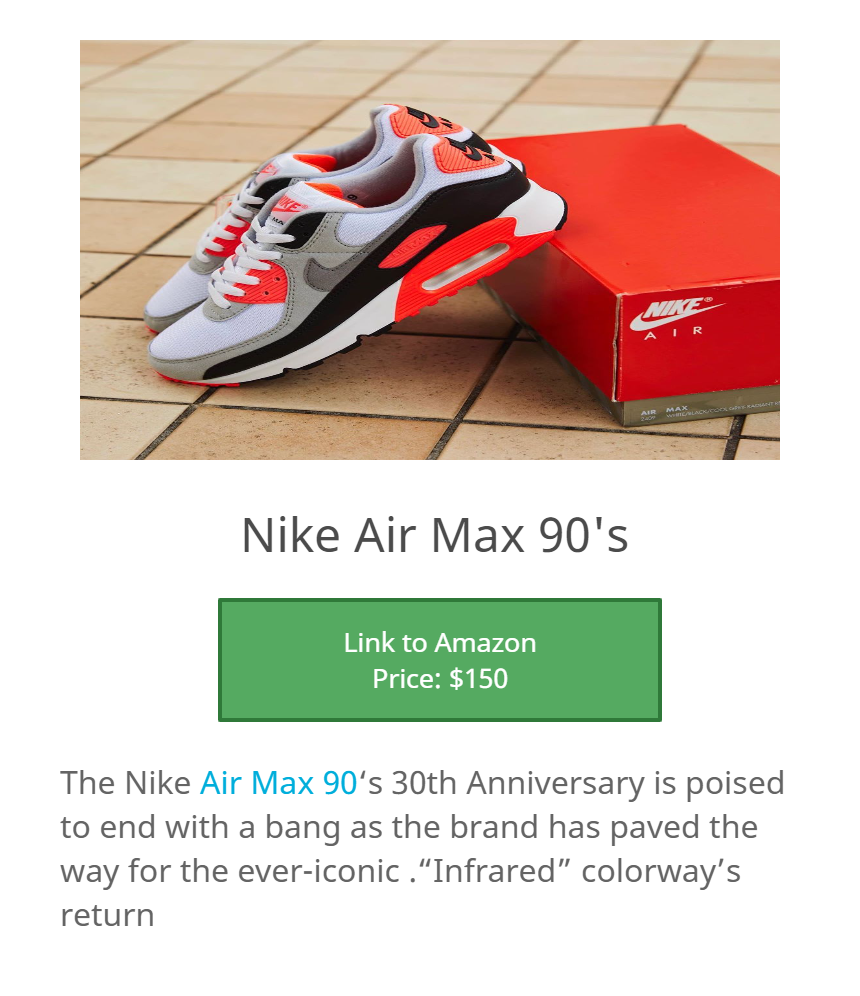 NIKE
NIKE®
AIR
AIR MAX
Nike Air Max 90's
Link to Amazon
Price: $150
The Nike Air Max 90‘s 30th Anniversary is poised
to end with a bang as the brand has paved the
way for the ever-iconic .“Infrared” colorway’s
return